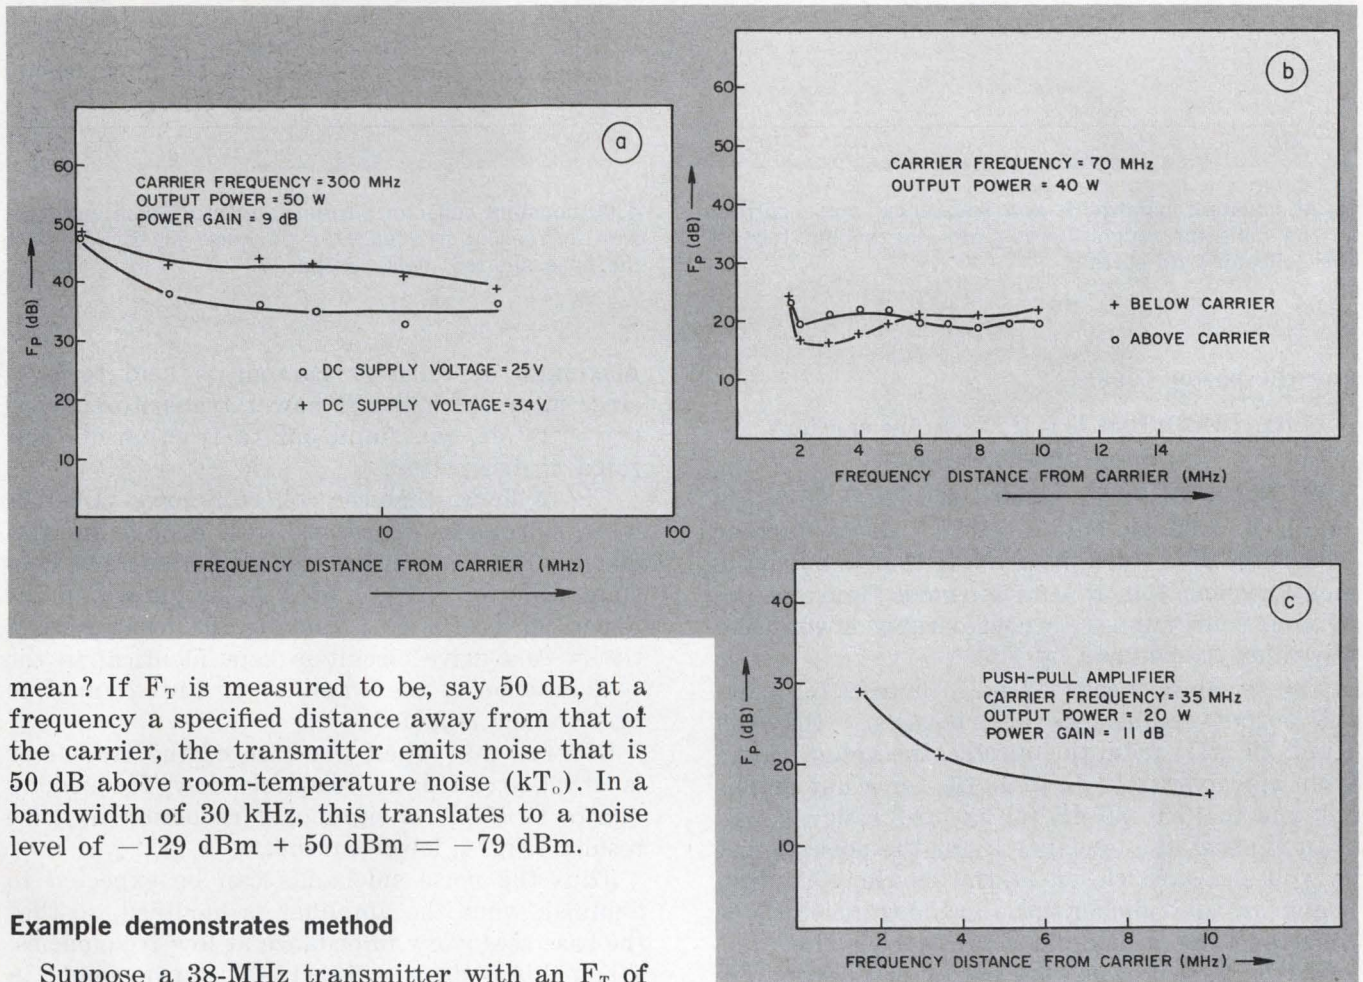 a
60
50
40
30
20
10
F_P (dB)
CARRIER FREQUENCY = 300 MHz
OUTPUT POWER = 50 W
POWER GAIN = 9 dB
o DC SUPPLY VOLTAGE = 25V
+ DC SUPPLY VOLTAGE = 34V
1 10 100
FREQUENCY DISTANCE FROM CARRIER (MHz)
b
60
50
40
30
20
10
F_P (dB)
CARRIER FREQUENCY = 70 MHz
OUTPUT POWER = 40 W
+ BELOW CARRIER
o ABOVE CARRIER
2 4 6 8 10 12 14
FREQUENCY DISTANCE FROM CARRIER (MHz)
c
40
30
20
10
F_P (dB)
PUSH-PULL AMPLIFIER
CARRIER FREQUENCY = 35 MHz
OUTPUT POWER = 20 W
POWER GAIN = 11 dB
2 4 6 8 10
FREQUENCY DISTANCE FROM CARRIER (MHz)
mean? If F_T is measured to be, say 50 dB, at a
frequency a specified distance away from that of
the carrier, the transmitter emits noise that is
50 dB above room-temperature noise (kT_o). In a
bandwidth of 30 kHz, this translates to a noise
level of −129 dBm + 50 dBm = −79 dBm.
Example demonstrates method
Suppose a 38-MHz transmitter with an F_T of